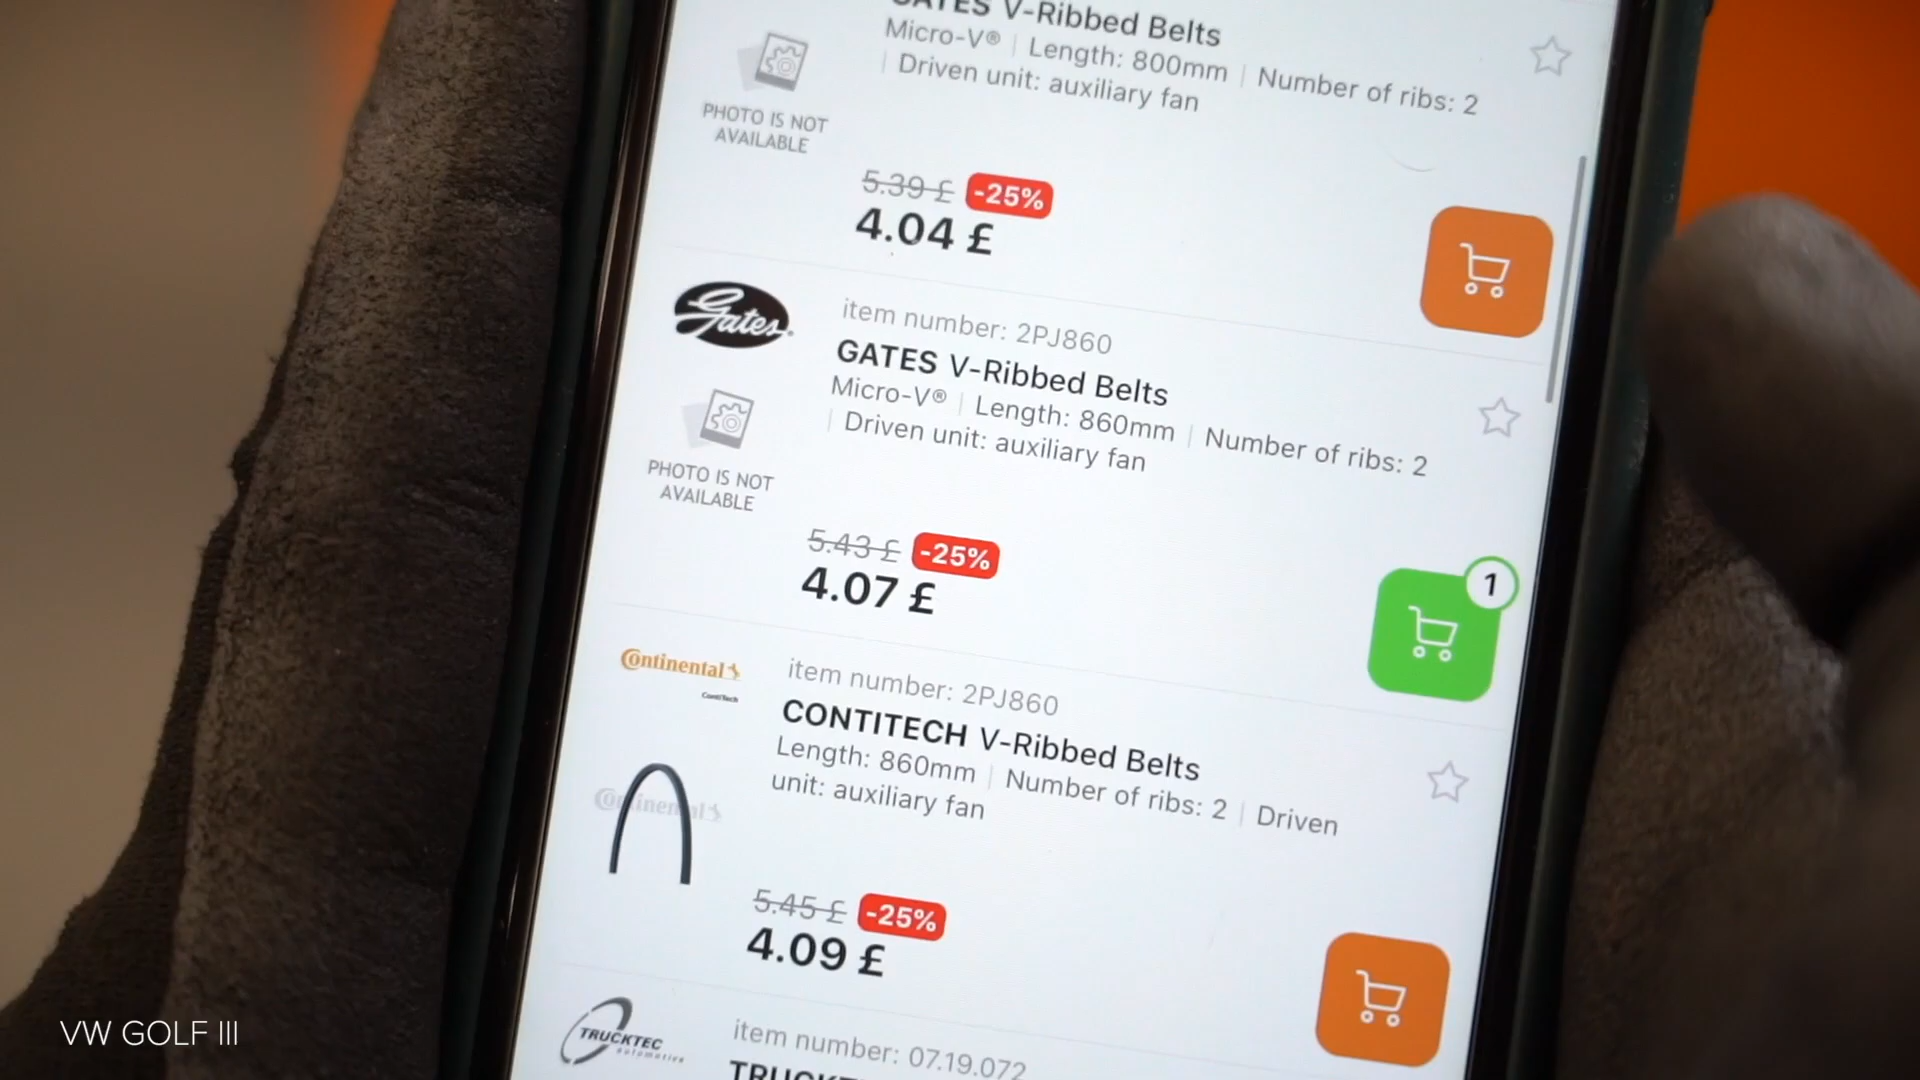 GATES V-Ribbed Belts
Micro-V® | Length: 800mm | Number of ribs: 2
| Driven unit: auxiliary fan
PHOTO IS NOT
AVAILABLE
5.39 £ -25%
4.04 £
Gates
item number: 2PJ860
GATES V-Ribbed Belts
Micro-V® | Length: 860mm | Number of ribs: 2
| Driven unit: auxiliary fan
PHOTO IS NOT
AVAILABLE
5.43 £ -25%
4.07 £
1
Continental
ContiTech
item number: 2PJ860
CONTITECH V-Ribbed Belts
Length: 860mm | Number of ribs: 2 | Driven
unit: auxiliary fan
Continental
5.45 £ -25%
4.09 £
TRUCKTEC
automotive
item number: 07.19.072
VW GOLF III